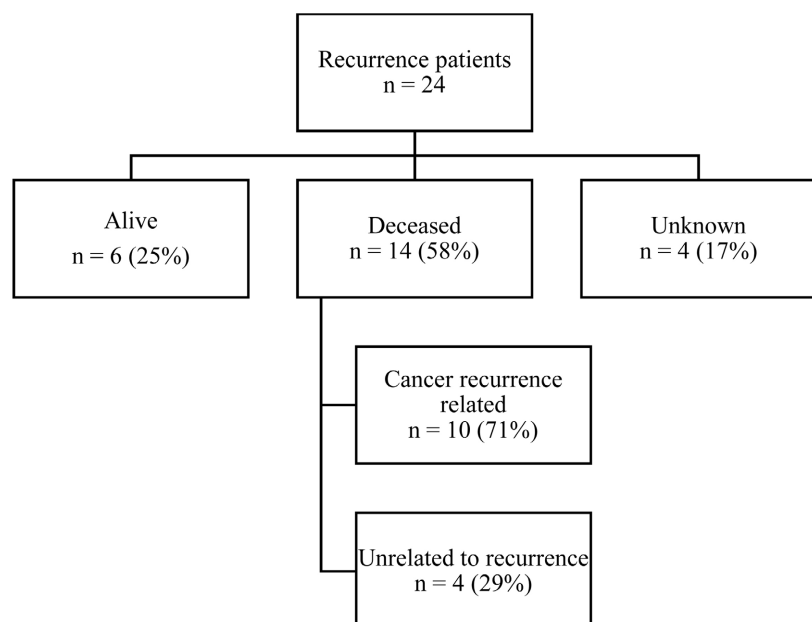 Recurrence patients
n = 24
Alive
n = 6 (25%)
Deceased
n = 14 (58%)
Unknown
n = 4 (17%)
Cancer recurrence
related
n = 10 (71%)
Unrelated to recurrence
n = 4 (29%)